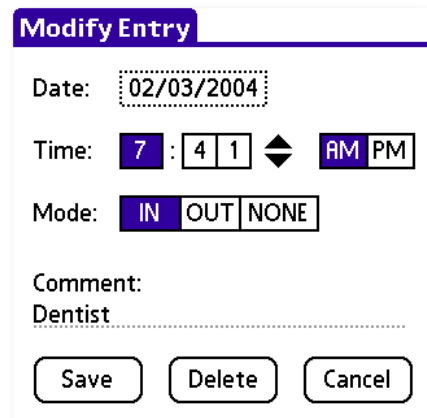 Modify Entry
Date: 02/03/2004
Time: 7 : 4 1 AM PM
Mode: IN OUT NONE
Comment:
Dentist
Save Delete Cancel